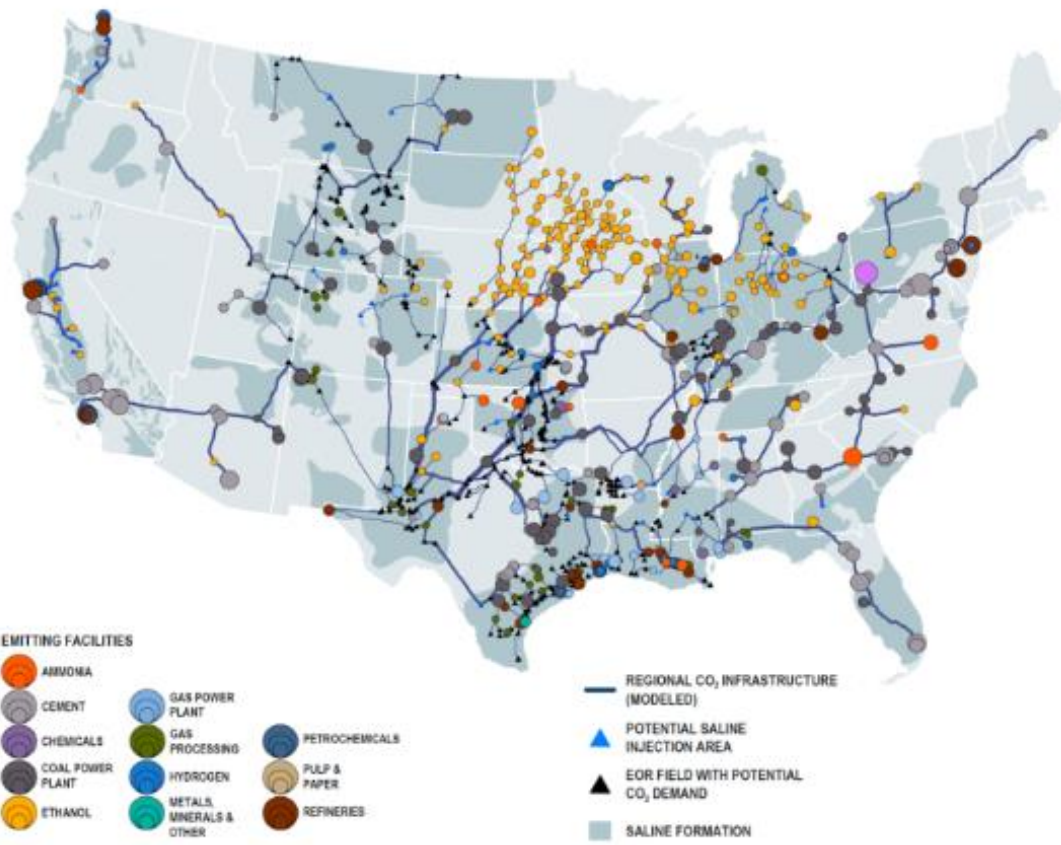 EMITTING FACILITIES
AMMONIA
CEMENT
CHEMICALS
COAL POWER
PLANT
ETHANOL
GAS POWER
PLANT
GAS
PROCESSING
HYDROGEN
METALS,
MINERALS &
OTHER
PETROCHEMICALS
PULP &
PAPER
REFINERIES
REGIONAL CO₂ INFRASTRUCTURE
(MODELED)
POTENTIAL SALINE
INJECTION AREA
EOR FIELD WITH POTENTIAL
CO₂ DEMAND
SALINE FORMATION